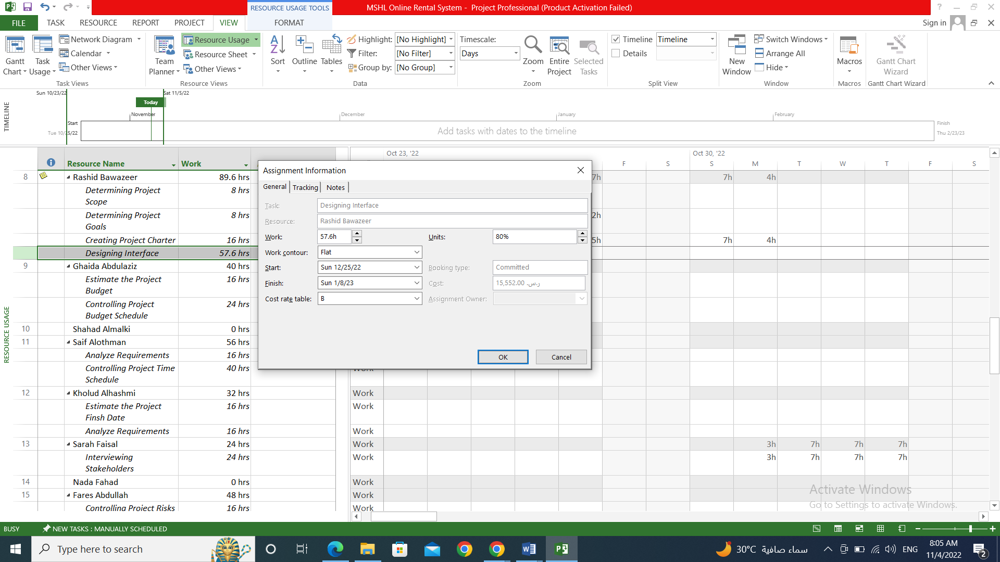 RESOURCE USAGE TOOLS
MSHL Online Rental System - Project Professional (Product Activation Failed)
FILE TASK RESOURCE REPORT PROJECT VIEW FORMAT
Sign in
Gantt Chart
Task Usage
Network Diagram
Calendar
Other Views
Task Views
Team Planner
Resource Usage
Resource Sheet
Other Views
Resource Views
Sort
Outline
Tables
Highlight: [No Highlight]
Filter: [No Filter]
Group by: [No Group]
Data
Timescale:
Days
Zoom
Entire Project
Selected Tasks
Zoom
Timeline Timeline
Details
Split View
New Window
Switch Windows
Arrange All
Hide
Window
Macros
Macros
Gantt Chart Wizard
Gantt Chart Wizard
TIMELINE
Sun 10/23/22
Sat 11/5/22
Today
November December January February
Start
Tue 10/25/22
Add tasks with dates to the timeline
Finish
Thu 2/23/23
RESOURCE USAGE
Resource Name Work
Oct 23, '22 Oct 30, '22
F S S M T W T F S
8 Rashid Bawazeer 89.6 hrs 7h 7h 4h
Determining Project Scope 8 hrs
Determining Project Goals 8 hrs 2h
Creating Project Charter 16 hrs 5h 7h 4h
Designing Interface 57.6 hrs
9 Ghaida Abdulaziz 40 hrs
Estimate the Project Budget 16 hrs
Controlling Project Budget Schedule 24 hrs
10 Shahad Almalki 0 hrs
11 Saif Alothman 56 hrs
Analyze Requirements 16 hrs
Controlling Project Time Schedule 40 hrs
12 Kholud Alhashmi 32 hrs Work
Estimate the Project Finsh Date 16 hrs Work
Analyze Requirements 16 hrs Work
13 Sarah Faisal 24 hrs Work 3h 7h 7h 7h
Interviewing Stakeholders 24 hrs Work 3h 7h 7h 7h
14 Nada Fahad 0 hrs Work
15 Fares Abdullah 48 hrs Work
Controlling Project Risks 16 hrs Work
Assignment Information
General Tracking Notes
Task: Designing Interface
Resource: Rashid Bawazeer
Work: 57.6h Units: 80%
Work contour: Flat
Start: Sun 12/25/22 Booking type: Committed
Finish: Sun 1/8/23 Cost: 15,552.00 ر.س.
Cost rate table: B Assignment Owner:
OK Cancel
Activate Windows
Go to Settings to activate Windows.
BUSY NEW TASKS : MANUALLY SCHEDULED
Type here to search
30°C سماء صافية
ENG
8:05 AM
11/4/2022
2